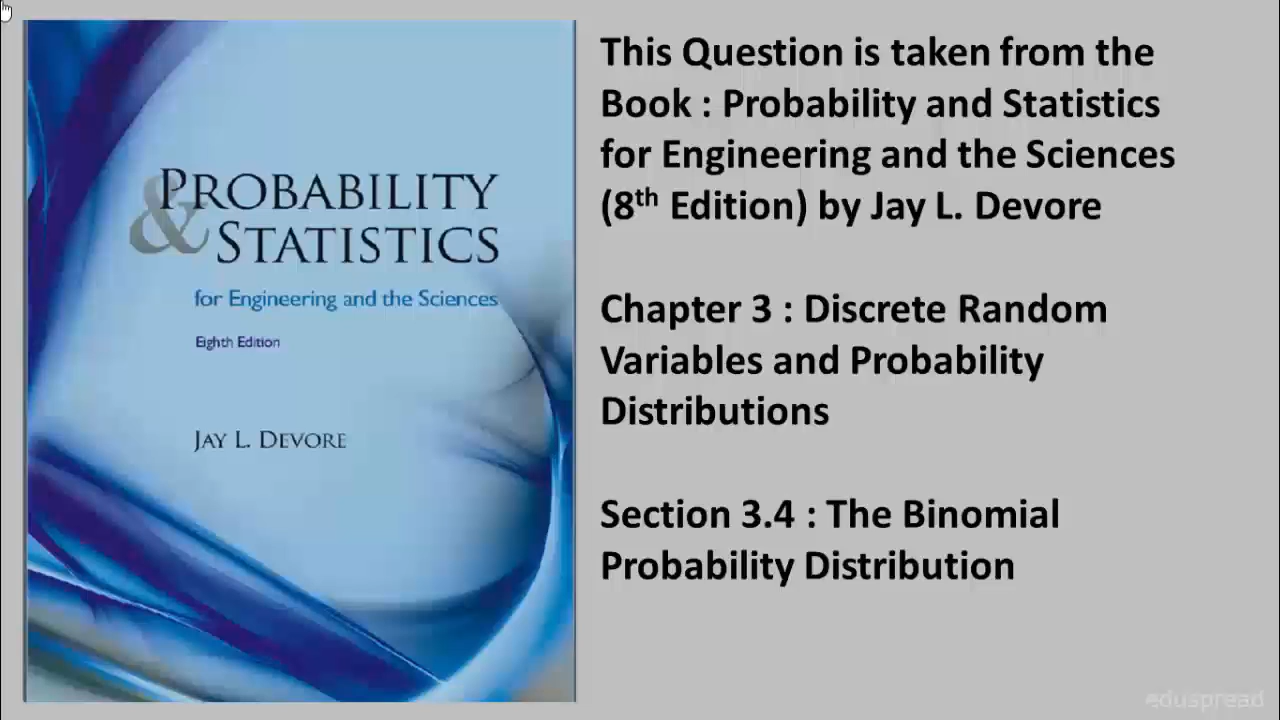 PROBABILITY
& STATISTICS
for Engineering and the Sciences
Eighth Edition
JAY L. DEVORE
This Question is taken from the
Book : Probability and Statistics
for Engineering and the Sciences
(8th Edition) by Jay L. Devore
Chapter 3 : Discrete Random
Variables and Probability
Distributions
Section 3.4 : The Binomial
Probability Distribution
eduspread